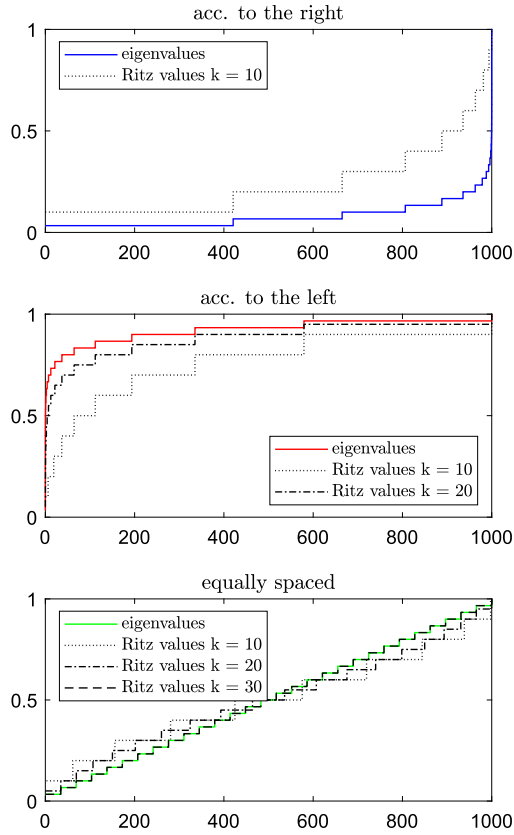 acc. to the right
1
eigenvalues
Ritz values k = 10
0.5
0
0 200 400 600 800 1000
acc. to the left
1
0.5
eigenvalues
Ritz values k = 10
Ritz values k = 20
0
0 200 400 600 800 1000
equally spaced
1
eigenvalues
Ritz values k = 10
Ritz values k = 20
Ritz values k = 30
0.5
0
0 200 400 600 800 1000